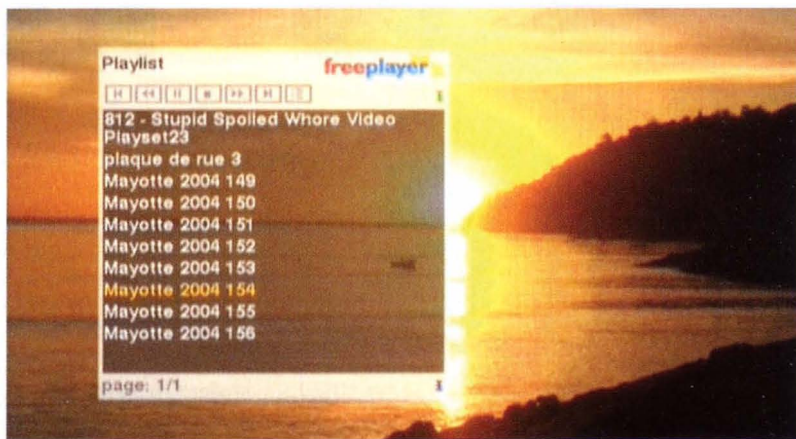 Playlist
freeplayer
812 - Stupid Spoiled Whore Video
Playset23
plaque de rue 3
Mayotte 2004 149
Mayotte 2004 150
Mayotte 2004 151
Mayotte 2004 152
Mayotte 2004 153
Mayotte 2004 154
Mayotte 2004 155
Mayotte 2004 156
page: 1/1